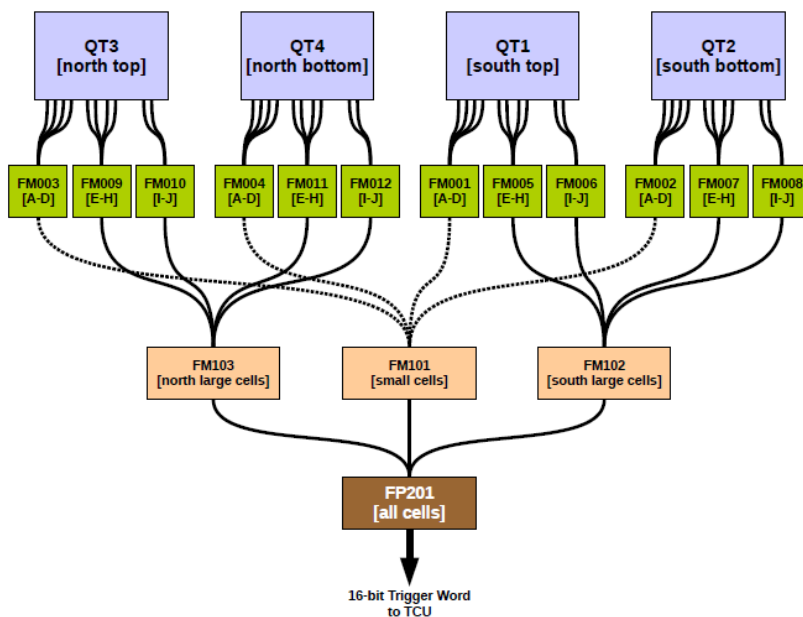 QT3
[north top]
QT4
[north bottom]
QT1
[south top]
QT2
[south bottom]
FM003
[A-D]
FM009
[E-H]
FM010
[I-J]
FM004
[A-D]
FM011
[E-H]
FM012
[I-J]
FM001
[A-D]
FM005
[E-H]
FM006
[I-J]
FM002
[A-D]
FM007
[E-H]
FM008
[I-J]
FM103
[north large cells]
FM101
[small cells]
FM102
[south large cells]
FP201
[all cells]
16-bit Trigger Word
to TCU